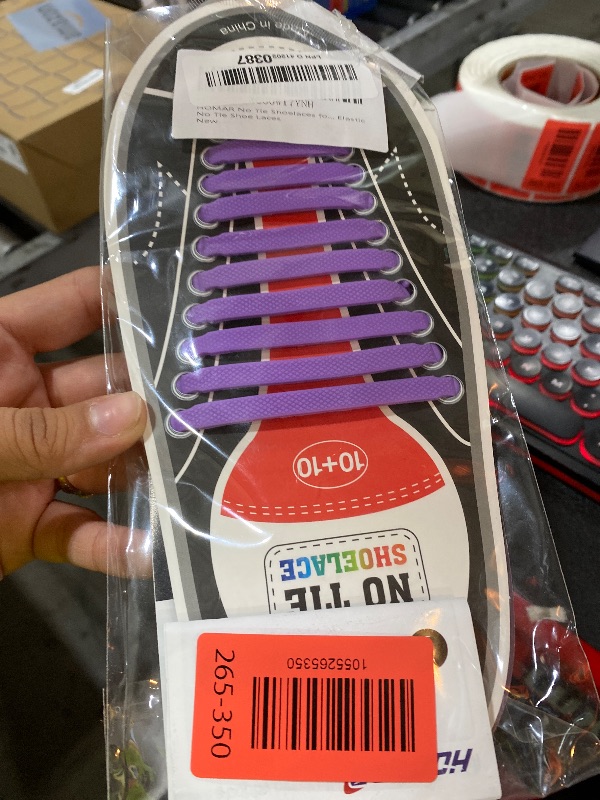 Made in China
0387
HOMAR No Tie Shoelaces fo... Elastic
No Tie Shoe Laces
New
10+10
SHOELACE
NO TIE
1055265350
265-350